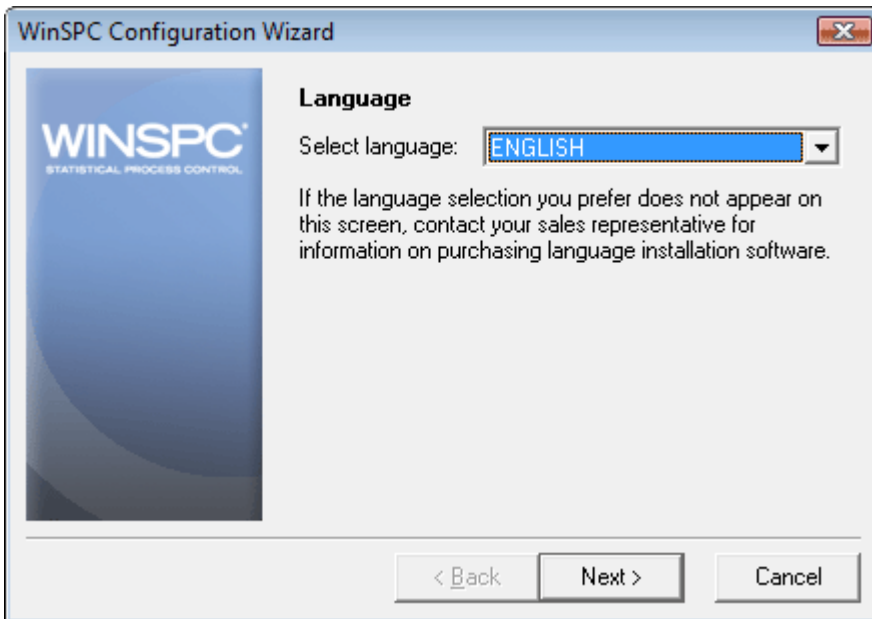 WinSPC Configuration Wizard
WINSPC®
STATISTICAL PROCESS CONTROL
Language
Select language: ENGLISH
If the language selection you prefer does not appear on
this screen, contact your sales representative for
information on purchasing language installation software.
< Back Next > Cancel